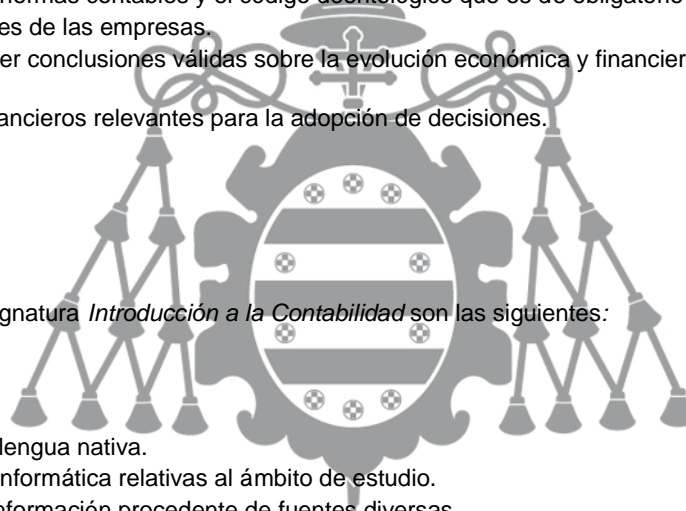 normas contables y el código deontológico que es de obligatorio
es de las empresas.
er conclusiones válidas sobre la evolución económica y financier
ancieros relevantes para la adopción de decisiones.
gnatura Introducción a la Contabilidad son las siguientes:
lengua nativa.
informática relativas al ámbito de estudio.
nformación procedente de fuentes diversas